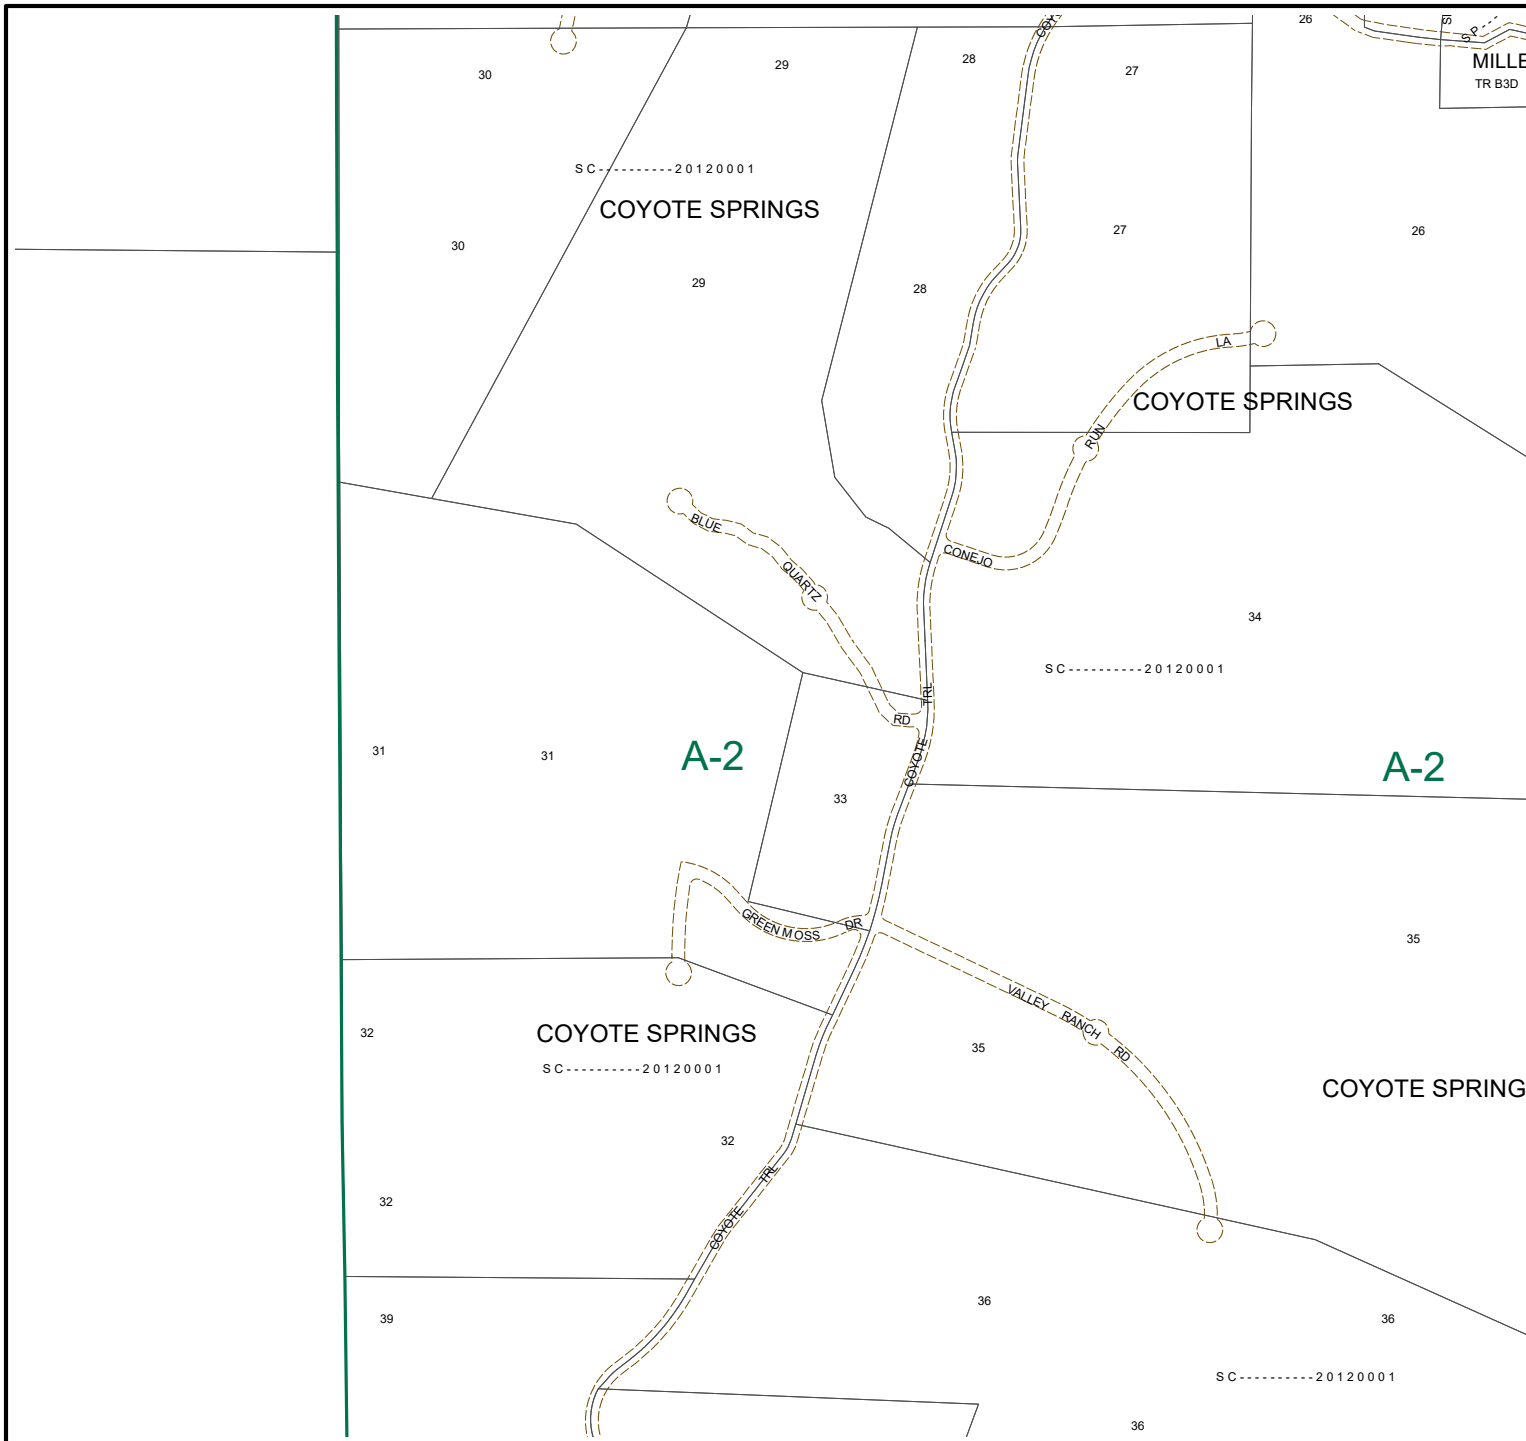 26
S P
MILLE
TR B3D
COY
30
29
28
27
SC----------20120001
COYOTE SPRINGS
30
29
28
27
26
LA
COYOTE SPRINGS
RUN
BLUE
QUARTZ
CONEJO
34
SC----------20120001
TRL
RD
COYOTE
31
31
A-2
A-2
33
GREEN MOSS
DR
35
VALLEY
RANCH
RD
32
COYOTE SPRINGS
35
SC----------20120001
COYOTE SPRING
32
TRL
32
COYOTE
36
39
36
SC----------20120001
36